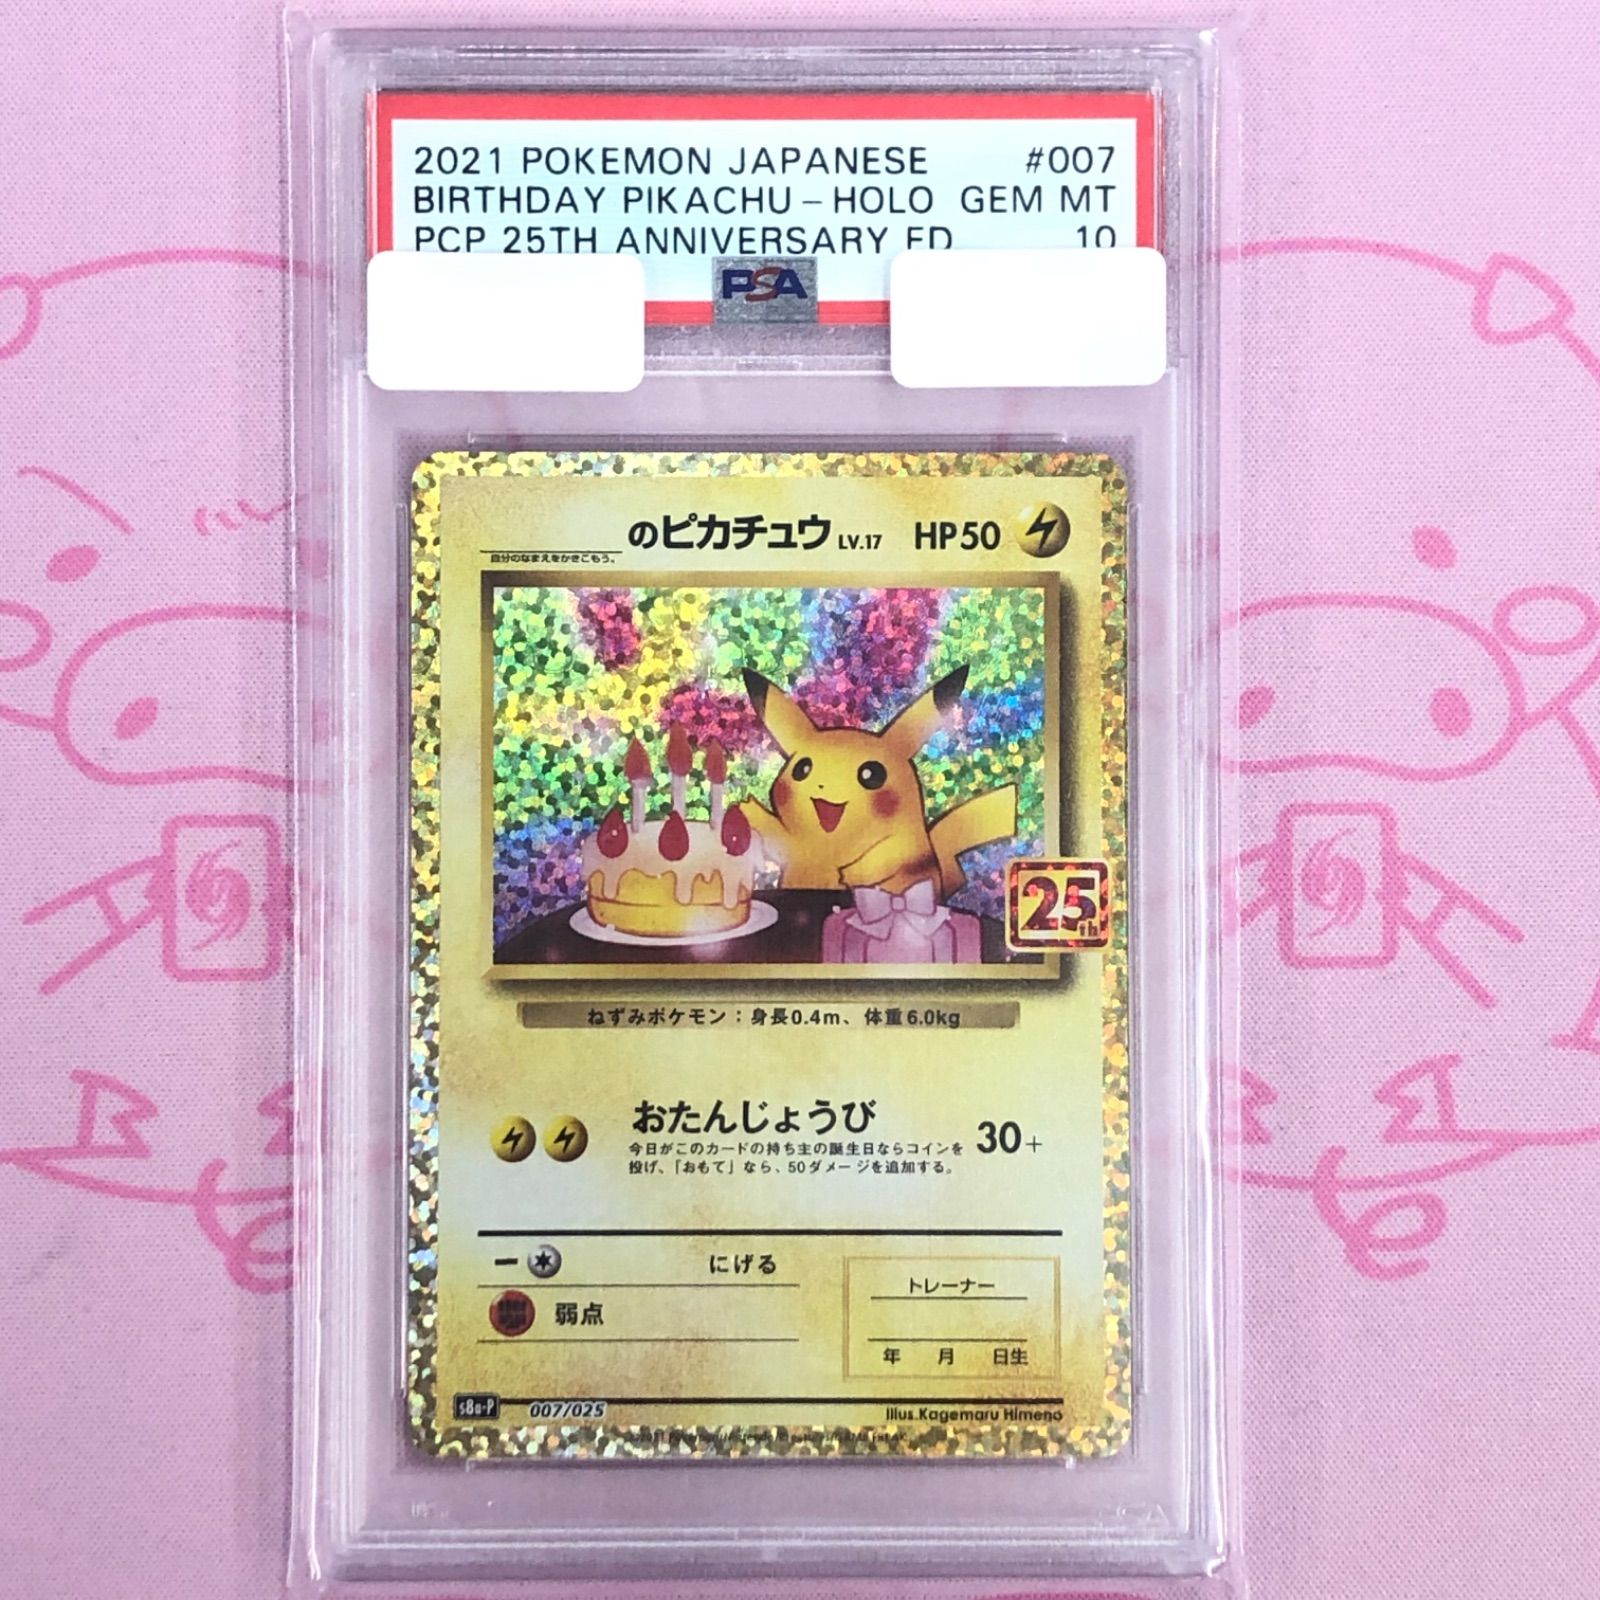 2021 POKEMON JAPANESE #007
BIRTHDAY PIKACHU-HOLO GEM MT
PCP 25TH ANNIVERSARY ED 10
PSA
のピカチュウ LV.17 HP50
自分のなまえをかきこもう。
25th
ねずみポケモン：身長0.4m、体重6.0kg
おたんじょうび 30+
今日がこのカードの持ち主の誕生日ならコインを
投げ、「おもて」なら、50ダメージを追加する。
にげる
弱点
トレーナー
年 月 日生
s8a-P 007/025 Illus.Kagemaru Himeno